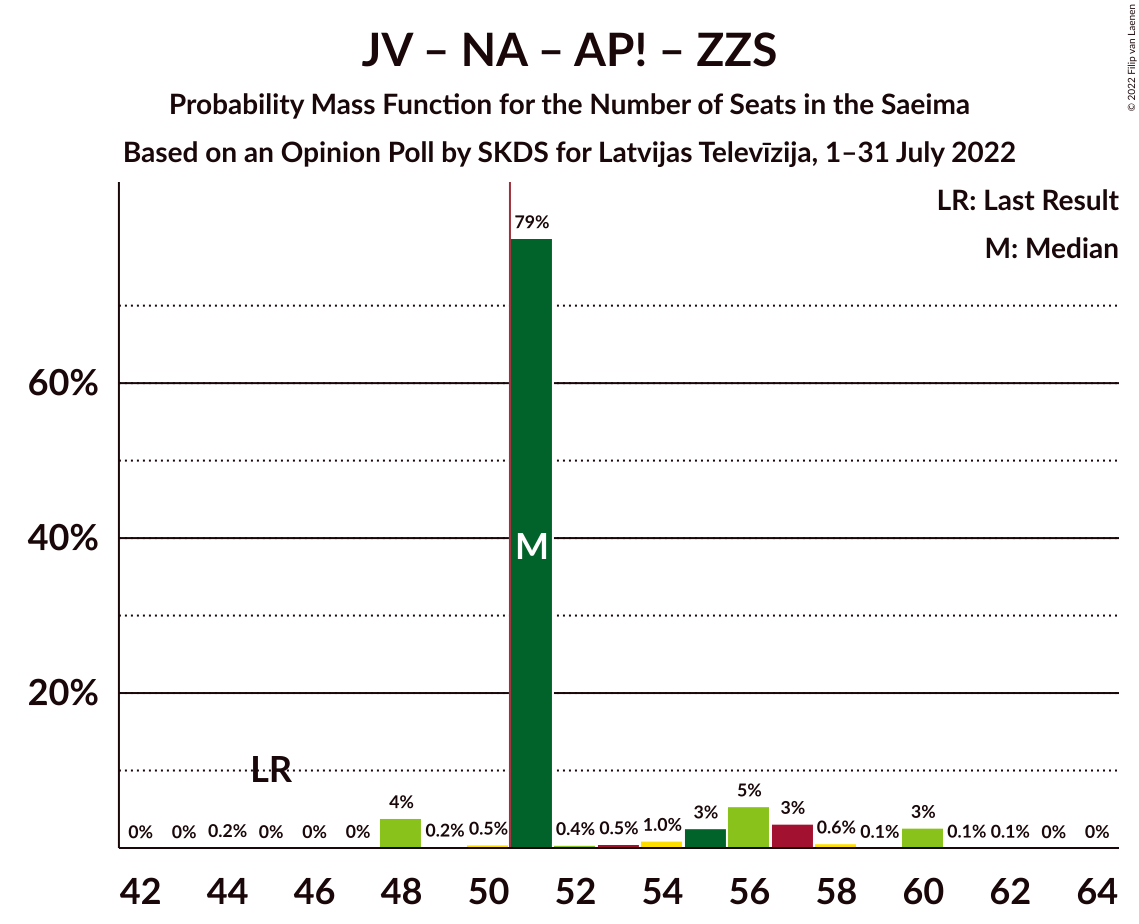 JV – NA – AP! – ZZS
Probability Mass Function for the Number of Seats in the Saeima
Based on an Opinion Poll by SKDS for Latvijas Televīzija, 1–31 July 2022
© 2022 Filip van Laenen
LR: Last Result
M: Median
60%
40%
20%
LR
M
0% 0% 0.2% 0% 0% 0% 4% 0.2% 0.5% 79% 0.4% 0.5% 1.0% 3% 5% 3% 0.6% 0.1% 3% 0.1% 0.1% 0% 0%
42 44 46 48 50 52 54 56 58 60 62 64